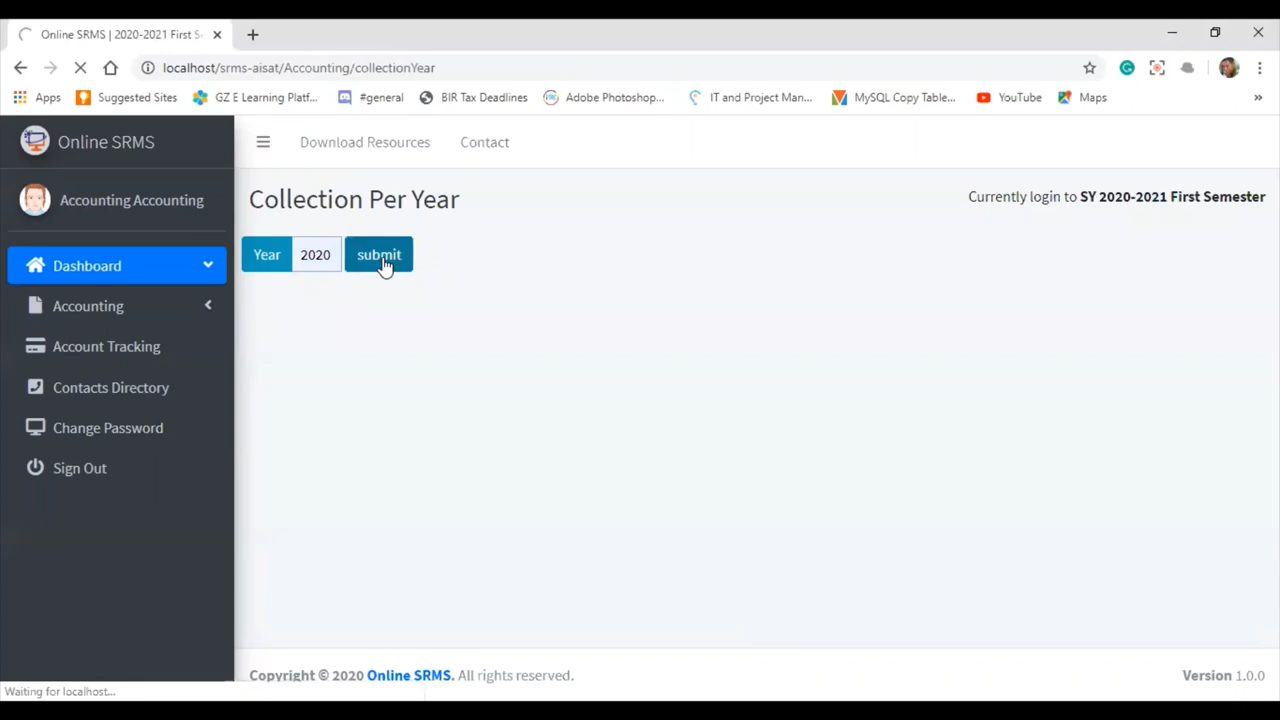 Online SRMS | 2020-2021 First S
localhost/srms-aisat/Accounting/collectionYear
Apps Suggested Sites GZ E Learning Platf... #general BIR Tax Deadlines Adobe Photoshop... IT and Project Man... MySQL Copy Table... YouTube Maps »
Online SRMS
Download Resources Contact
Accounting Accounting
Collection Per Year
Currently login to SY 2020-2021 First Semester
Year 2020 submit
Dashboard
Accounting
Account Tracking
Contacts Directory
Change Password
Sign Out
Copyright © 2020 Online SRMS. All rights reserved.
Version 1.0.0
Waiting for localhost...